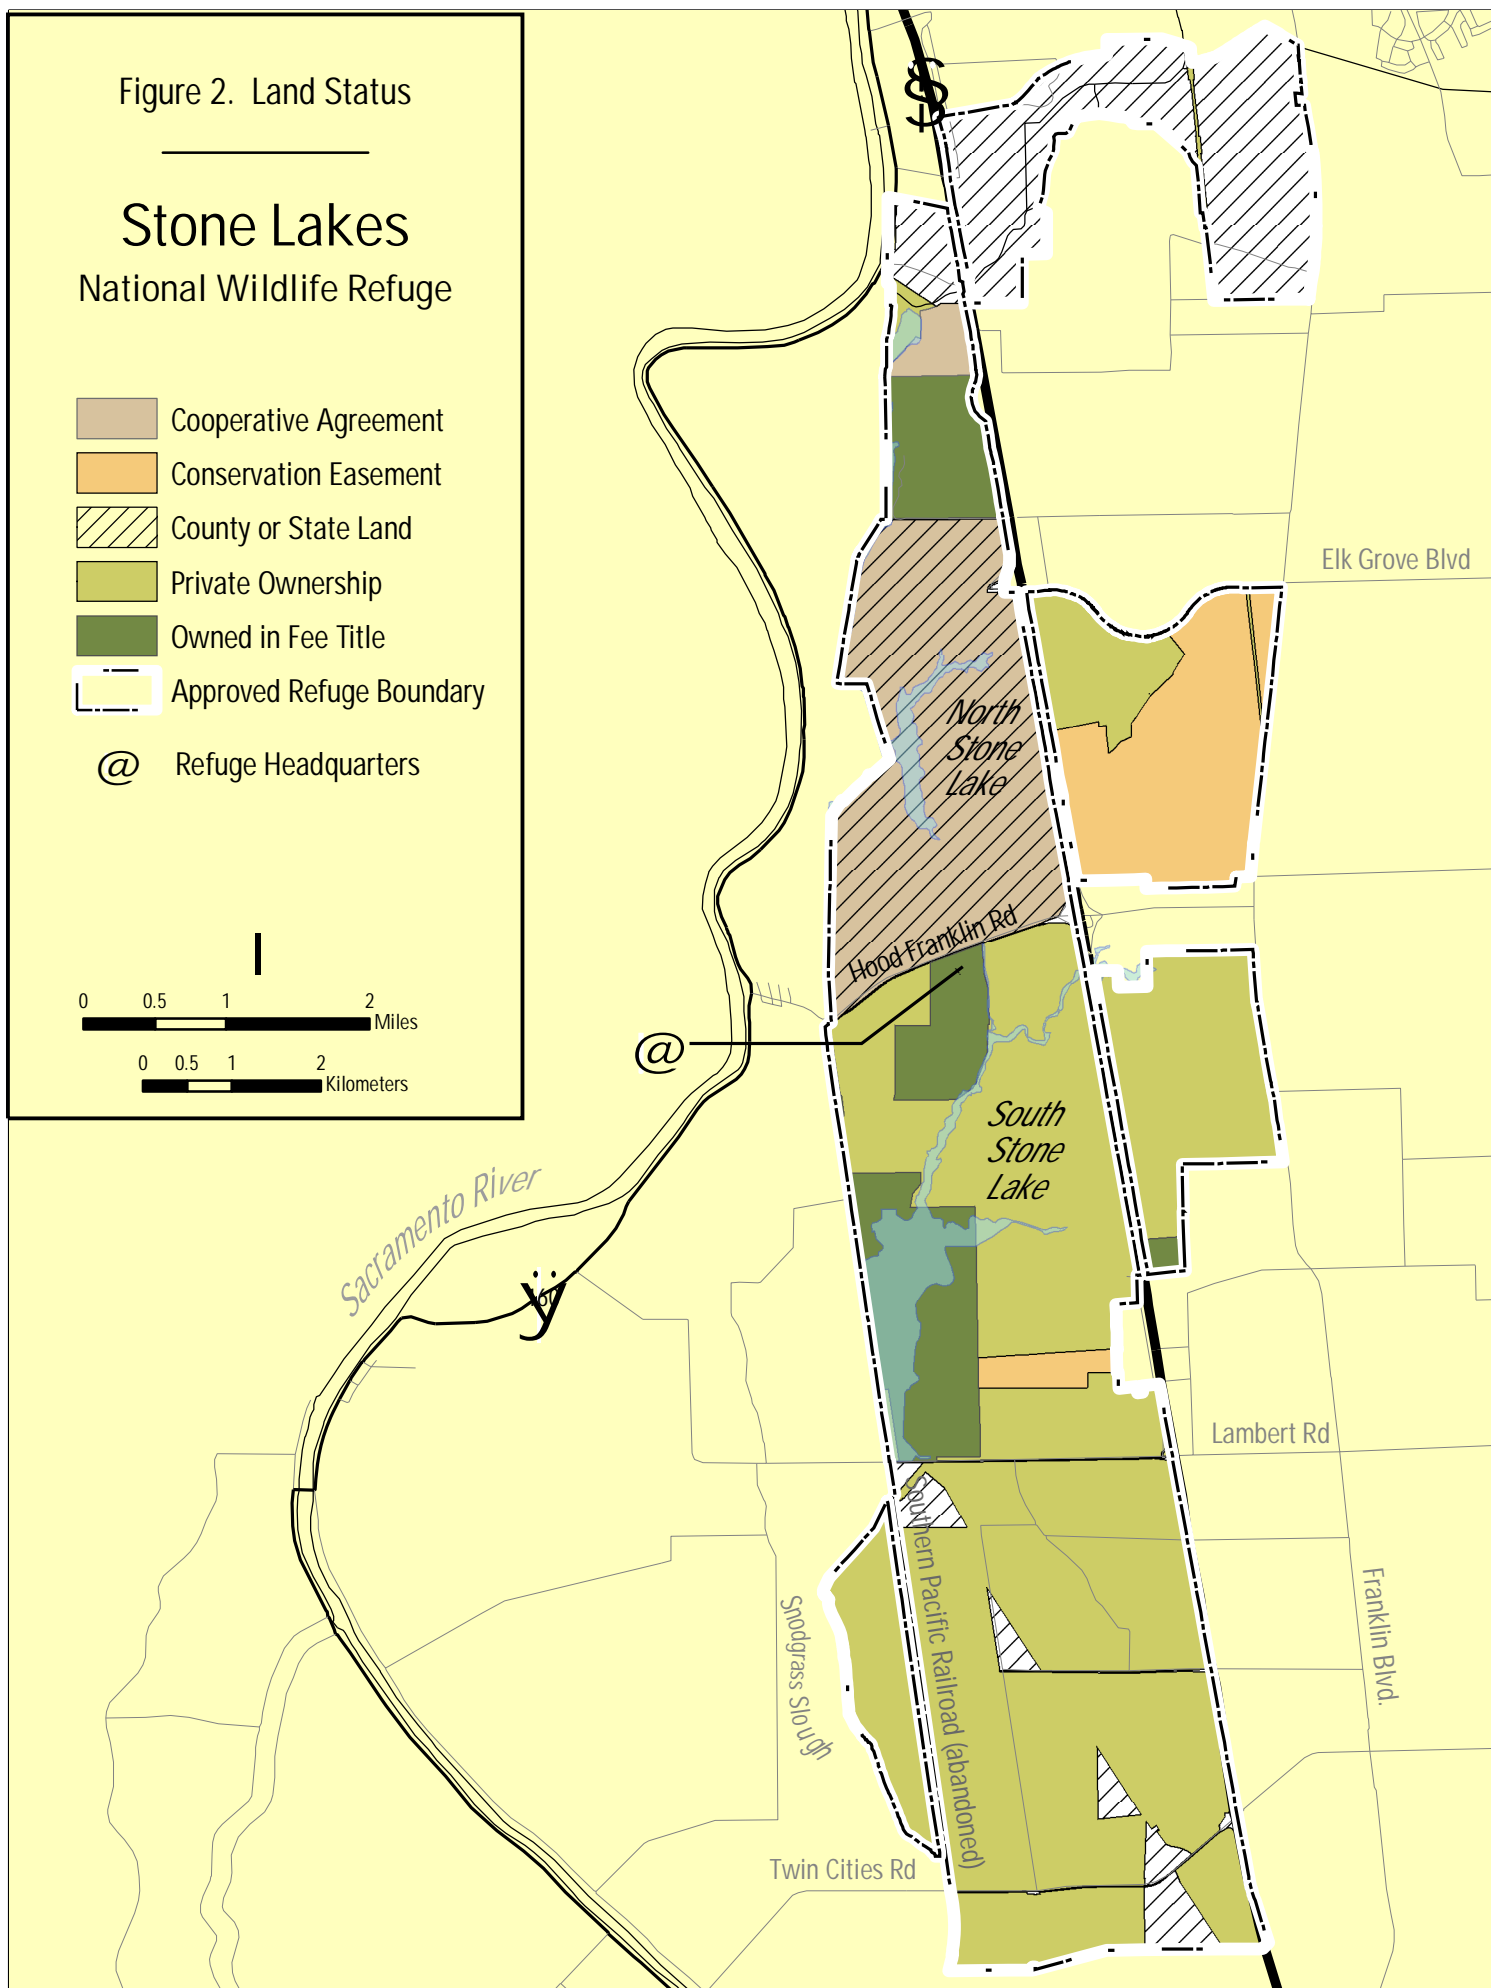 Figure 2. Land Status
Stone Lakes
National Wildlife Refuge
Cooperative Agreement
Conservation Easement
County or State Land
Private Ownership
Owned in Fee Title
Approved Refuge Boundary
@ Refuge Headquarters
0 0.5 1 2
Miles
0 0.5 1 2
Kilometers
Elk Grove Blvd
North
Stone
Lake
Hood Franklin Rd
@
South
Stone
Lake
Sacramento River
ÿ
Lambert Rd
Southern Pacific Railroad (abandoned)
Snodgrass Slough
Franklin Blvd.
Twin Cities Rd